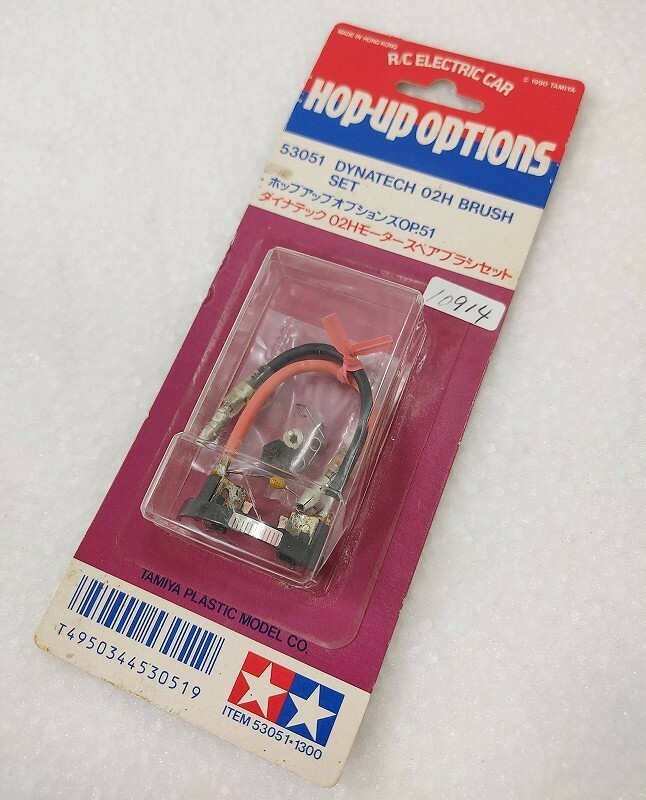 MADE IN HONG KONG
© 1990 TAMIYA
R/C ELECTRIC CAR
HOP-UP OPTIONS
53051 DYNATECH 02H BRUSH
SET
ホップアップオプションズOP.51
ダイナテック 02Hモータースペアブラシセット
10914
TAMIYA PLASTIC MODEL CO.
T4950344530519
ITEM 53051*1300